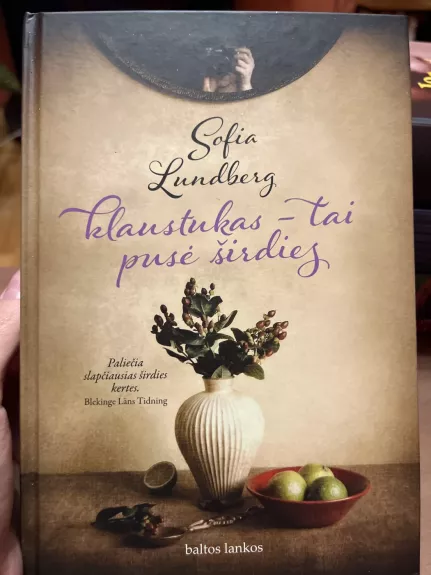 Sofia
Lundberg
klaustukas – tai
pusė širdies
Paliečia
slapčiausias širdies
kertes.
Blekinge Läns Tidning
baltos lankos